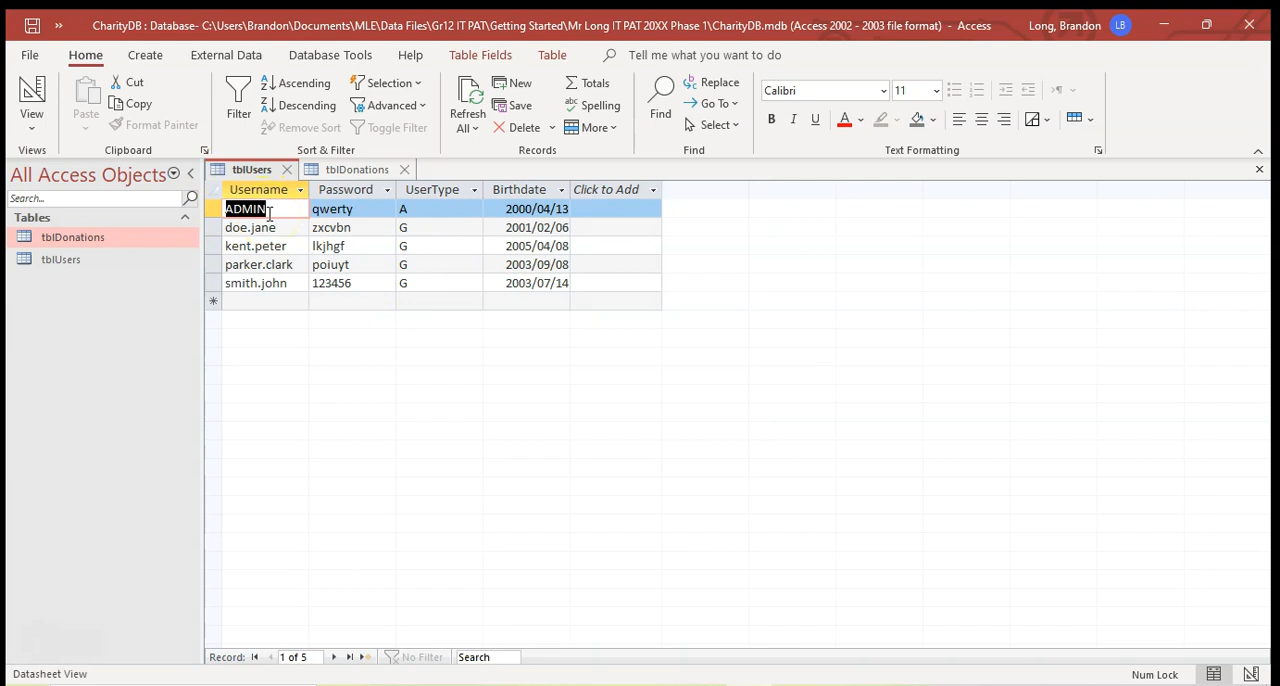 CharityDB : Database- C:\Users\Brandon\Documents\MLE\Data Files\Gr12 IT PAT\Getting Started\Mr Long IT PAT 20XX Phase 1\CharityDB.mdb (Access 2002 - 2003 file format) - Access Long, Brandon LB
File Home Create External Data Database Tools Help Table Fields Table Tell me what you want to do
View Paste Cut Copy Format Painter Filter Ascending Descending Remove Sort Selection Advanced Toggle Filter Refresh All New Save Delete Totals Spelling More Find Replace Go To Select Calibri 11 B I U A
Views Clipboard Sort & Filter Records Find Text Formatting
All Access Objects tblUsers tblDonations
Search...
Tables
tblDonations
tblUsers
Username Password UserType Birthdate Click to Add
ADMIN qwerty A 2000/04/13
doe.jane zxcvbn G 2001/02/06
kent.peter lkjhgf G 2005/04/08
parker.clark poiuyt G 2003/09/08
smith.john 123456 G 2003/07/14
Record: 1 of 5 No Filter Search
Datasheet View Num Lock